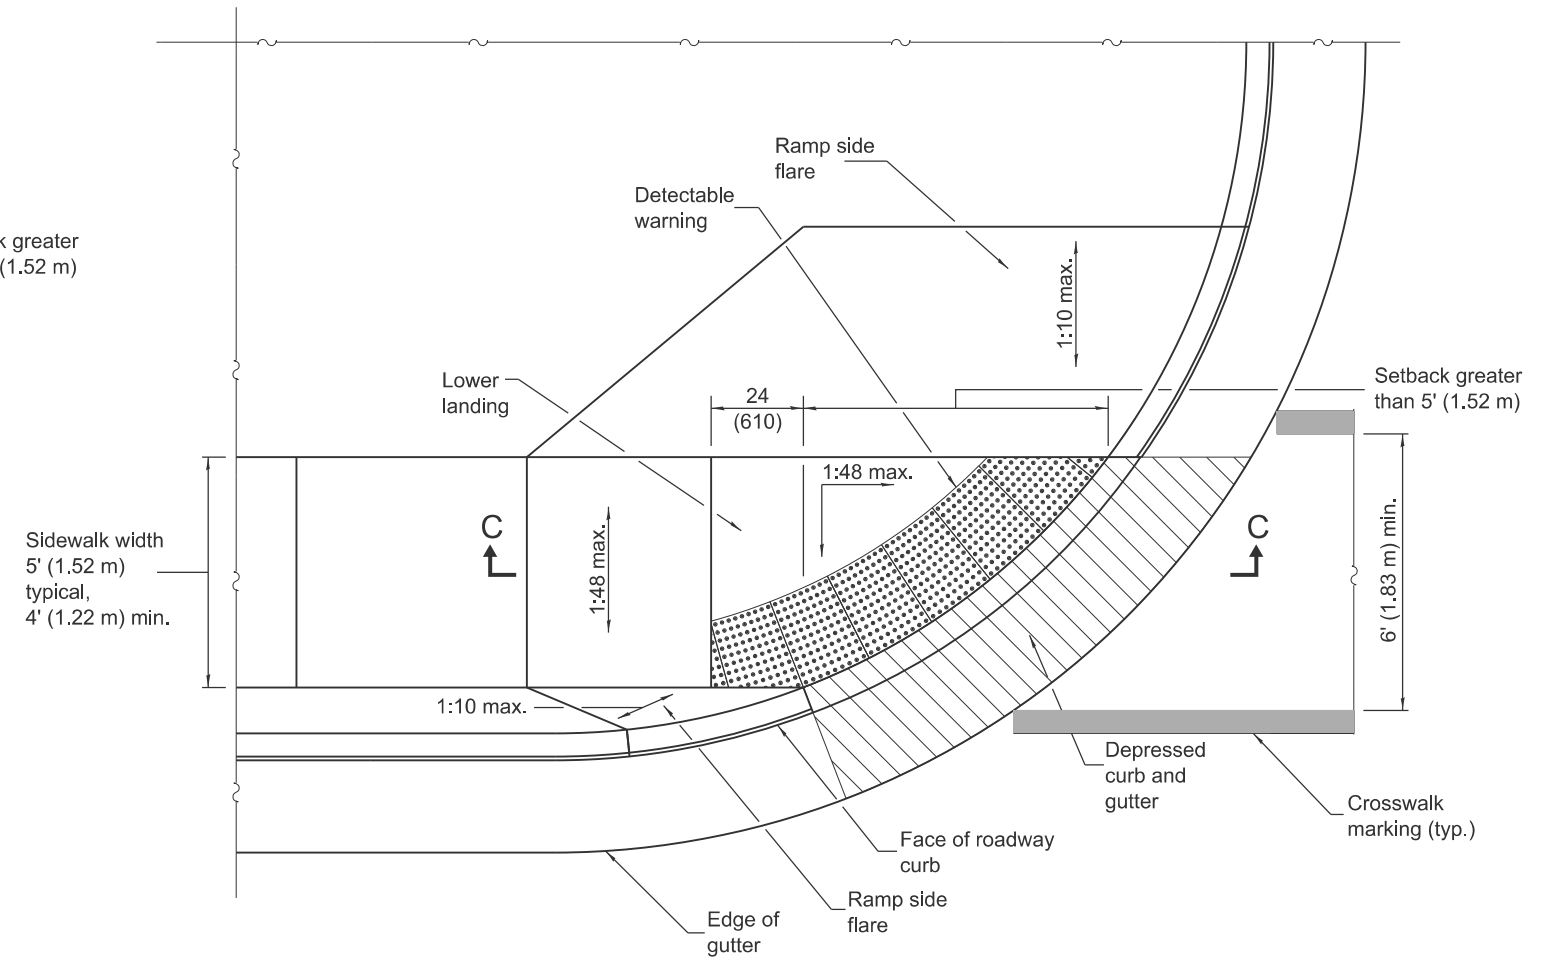 Ramp side
flare
Detectable
warning
k greater
(1.52 m)
1:10 max.
Lower
landing
24
(610)
Setback greater
than 5' (1.52 m)
1:48 max.
C
C
Sidewalk width
5' (1.52 m)
typical,
4' (1.22 m) min.
1:48 max.
6' (1.83 m) min.
1:10 max.
Depressed
curb and
gutter
Crosswalk
marking (typ.)
Face of roadway
curb
Ramp side
flare
Edge of
gutter